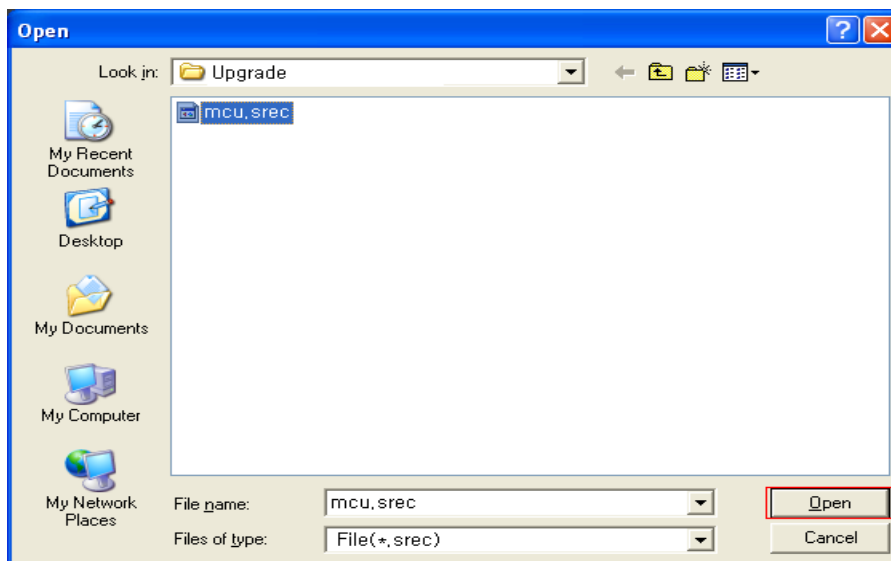 Open
Look in: Upgrade
mcu.srec
My Recent
Documents
Desktop
My Documents
My Computer
My Network
Places
File name: mcu.srec Open
Files of type: File(*.srec) Cancel